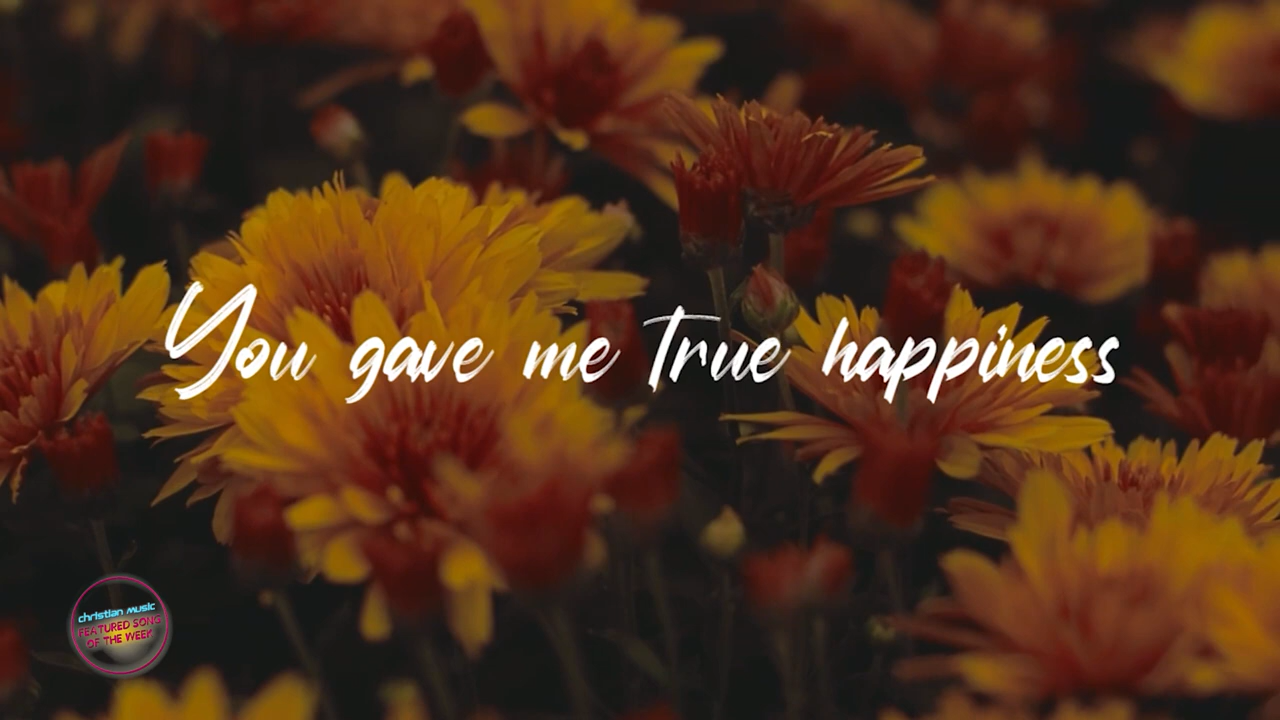 You gave me true happiness
christian music
FEATURED SONG
OF THE WEEK